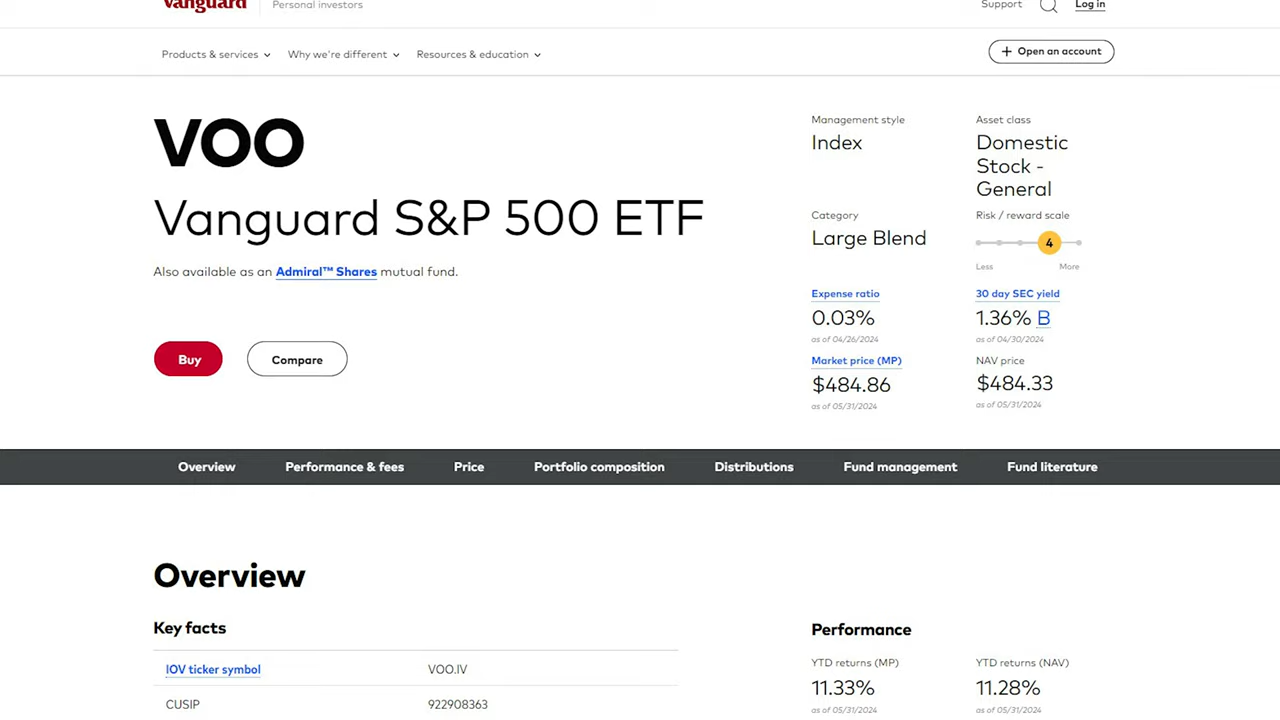 Vanguard Personal investors
Support Log in
Products & services Why we're different Resources & education
+ Open an account
VOO
Vanguard S&P 500 ETF
Also available as an Admiral™ Shares mutual fund.
Buy Compare
Management style
Index
Asset class
Domestic
Stock -
General
Category
Large Blend
Risk / reward scale
4
Less More
Expense ratio
0.03%
as of 04/26/2024
30 day SEC yield
1.36% B
as of 04/30/2024
Market price (MP)
$484.86
as of 05/31/2024
NAV price
$484.33
as of 05/31/2024
Overview Performance & fees Price Portfolio composition Distributions Fund management Fund literature
Overview
Key facts
IOV ticker symbol VOO.IV
CUSIP 922908363
Performance
YTD returns (MP)
11.33%
as of 05/31/2024
YTD returns (NAV)
11.28%
as of 05/31/2024